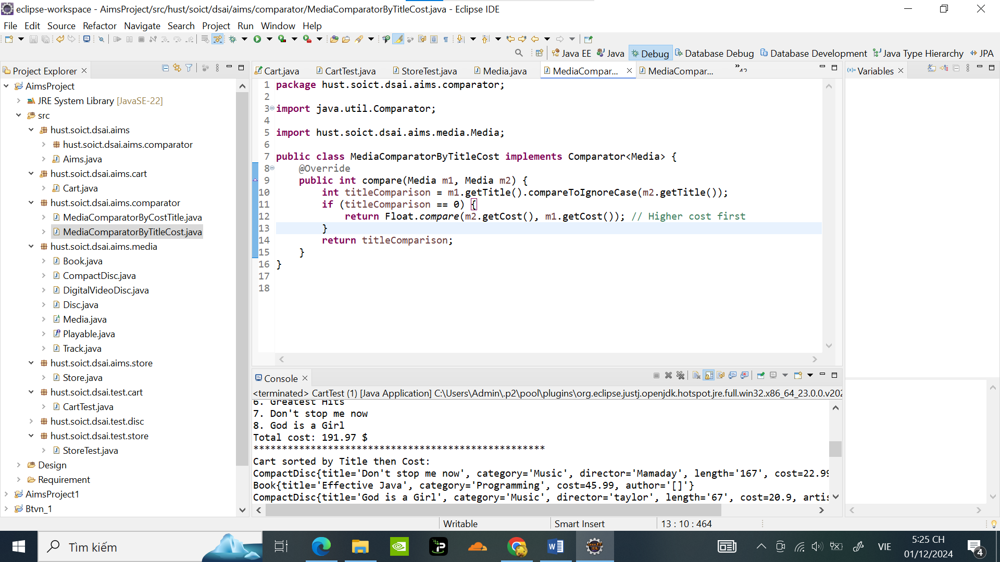 eclipse-workspace - AimsProject/src/hust/soict/dsai/aims/comparator/MediaComparatorByTitleCost.java - Eclipse IDE
File Edit Source Refactor Navigate Search Project Run Window Help
Java EE Java Debug Database Debug Database Development Java Type Hierarchy JPA
Project Explorer
AimsProject
JRE System Library [JavaSE-22]
src
hust.soict.dsai.aims
hust.soict.dsai.aims.comparator
Aims.java
hust.soict.dsai.aims.cart
Cart.java
hust.soict.dsai.aims.comparator
MediaComparatorByCostTitle.java
MediaComparatorByTitleCost.java
hust.soict.dsai.aims.media
Book.java
CompactDisc.java
DigitalVideoDisc.java
Disc.java
Media.java
Playable.java
Track.java
hust.soict.dsai.aims.store
Store.java
hust.soict.dsai.test.cart
CartTest.java
hust.soict.dsai.test.disc
hust.soict.dsai.test.store
StoreTest.java
Design
Requirement
AimsProject1
Btvn_1
Cart.java CartTest.java StoreTest.java Media.java MediaCompar... MediaCompar...
1 package hust.soict.dsai.aims.comparator;
2
3 import java.util.Comparator;
4
5 import hust.soict.dsai.aims.media.Media;
6
7 public class MediaComparatorByTitleCost implements Comparator<Media> {
8 @Override
9 public int compare(Media m1, Media m2) {
10 int titleComparison = m1.getTitle().compareToIgnoreCase(m2.getTitle());
11 if (titleComparison == 0) {
12 return Float.compare(m2.getCost(), m1.getCost()); // Higher cost first
13 }
14 return titleComparison;
15 }
16 }
17
18
Variables
Console
<terminated> CartTest (1) [Java Application] C:\Users\Admin\.p2\pool\plugins\org.eclipse.justj.openjdk.hotspot.jre.full.win32.x86_64_23.0.0.v202
6. Greatest Hits
7. Don't stop me now
8. God is a Girl
Total cost: 191.97 $
***************************************************
Cart sorted by Title then Cost:
CompactDisc{title='Don't stop me now', category='Music', director='Mamaday', length='167', cost=22.99
Book{title='Effective Java', category='Programming', cost=45.99, author='[]'}
CompactDisc{title='God is a Girl', category='Music', director='taylor', length='67', cost=20.9, artis
Writable Smart Insert 13 : 10 : 464
Tìm kiếm
VIE
5:25 CH
01/12/2024
4